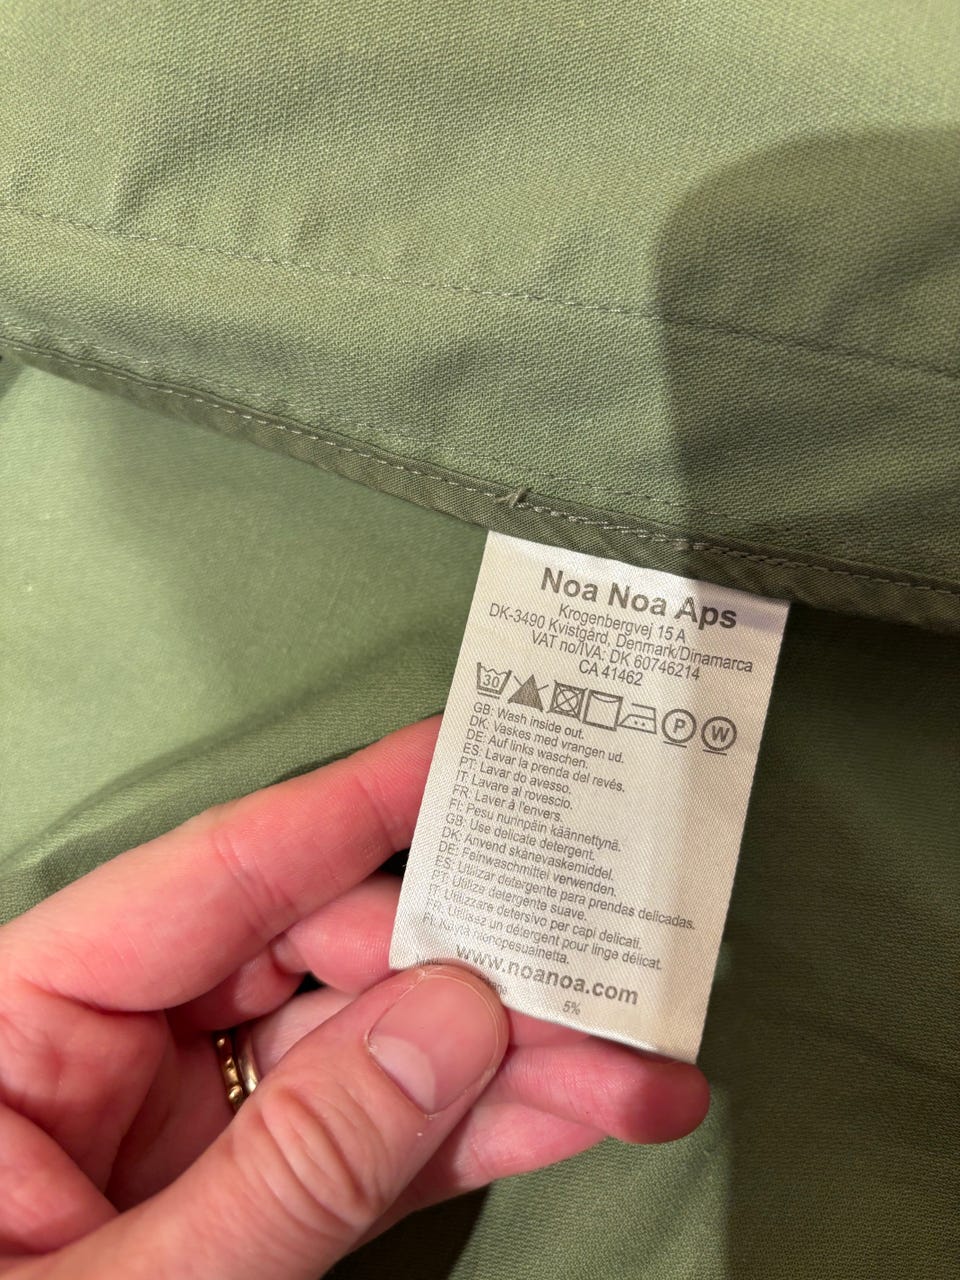 Noa Noa Aps
Krogenbergvej 15 A
DK-3490 Kvistgård, Denmark/Dinamarca
VAT no/IVA: DK 60746214
CA 41462
30 P W
GB: Wash inside out.
DK: Vaskes med vrangen ud.
DE: Auf links waschen.
ES: Lavar la prenda del revés.
PT: Lavar do avesso.
IT: Lavare al rovescio.
FR: Laver à l'envers.
FI: Pesu nurinpäin käännettynä.
GB: Use delicate detergent.
DK: Anvend skånevaskemiddel.
DE: Feinwaschmittel verwenden.
ES: Utilizar detergente para prendas delicadas.
PT: Utilize detergente suave.
IT: Utilizzare detersivo per capi delicati.
FR: Utilisez un détergent pour linge délicat.
FI: Käytä hienopesuainetta.
www.noanoa.com
5%